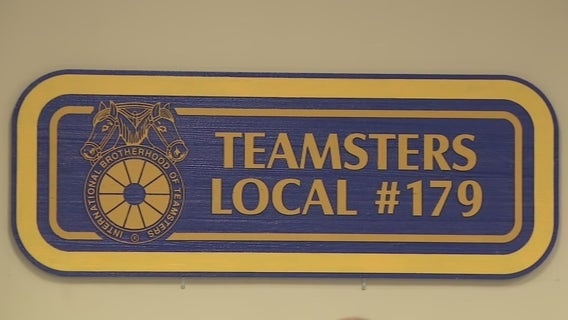 TEAMSTERS
LOCAL #179
INTERNATIONAL BROTHERHOOD OF TEAMSTERS
®